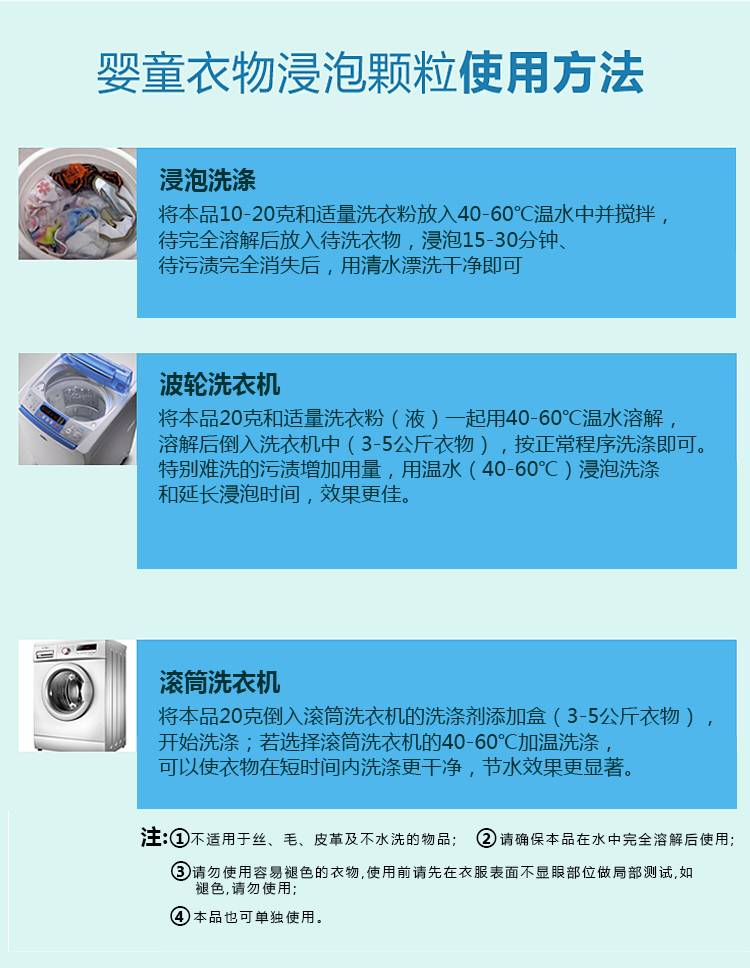 婴童衣物浸泡颗粒使用方法
浸泡洗涤
将本品10-20克和适量洗衣粉放入40-60℃温水中并搅拌，
待完全溶解后放入待洗衣物，浸泡15-30分钟、
待污渍完全消失后，用清水漂洗干净即可
波轮洗衣机
将本品20克和适量洗衣粉（液）一起用40-60℃温水溶解，
溶解后倒入洗衣机中（3-5公斤衣物），按正常程序洗涤即可。
特别难洗的污渍增加用量，用温水（40-60℃）浸泡洗涤
和延长浸泡时间，效果更佳。
滚筒洗衣机
将本品20克倒入滚筒洗衣机的洗涤剂添加盒（3-5公斤衣物），
开始洗涤；若选择滚筒洗衣机的40-60℃加温洗涤，
可以使衣物在短时间内洗涤更干净，节水效果更显著。
注:①不适用于丝、毛、皮革及不水洗的物品; ②请确保本品在水中完全溶解后使用;
③请勿使用容易褪色的衣物,使用前请先在衣服表面不显眼部位做局部测试,如
褪色,请勿使用;
④本品也可单独使用。